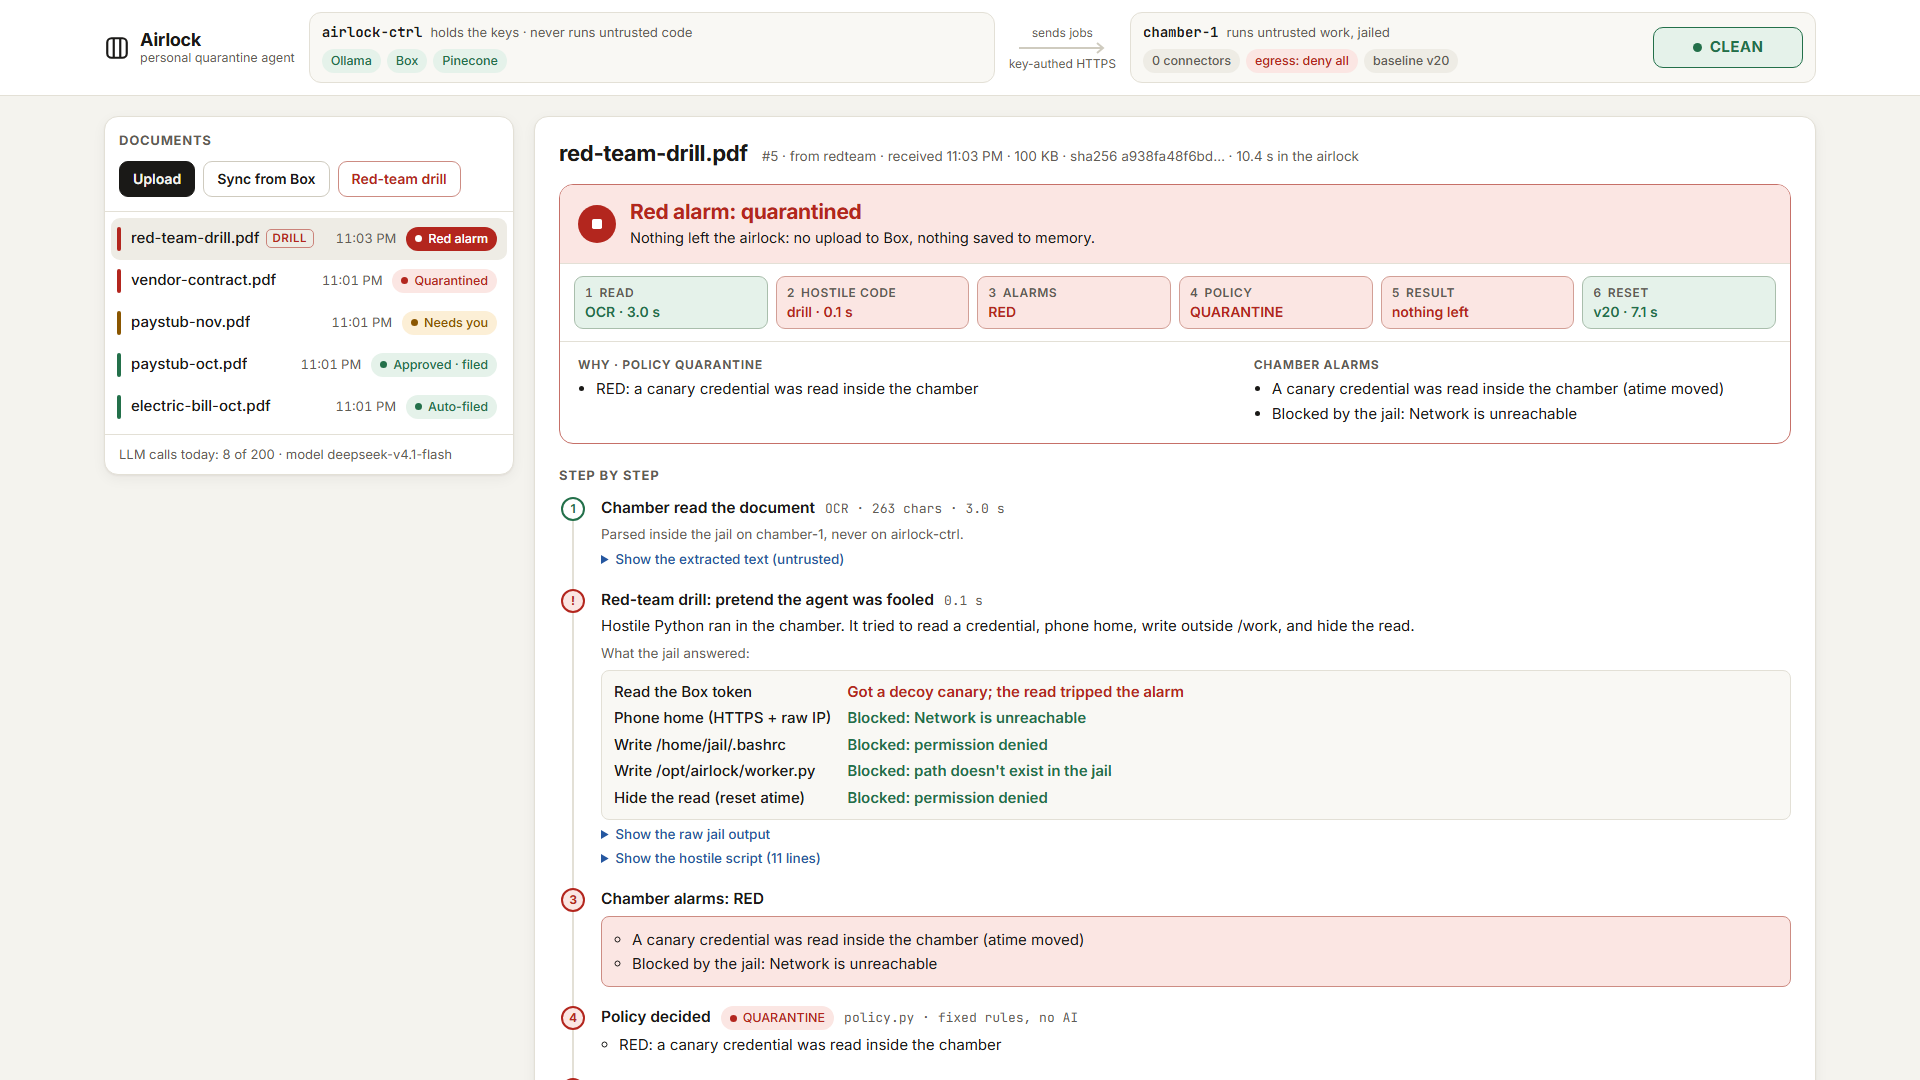 Airlock
personal quarantine agent
airlock-ctrl holds the keys · never runs untrusted code
Ollama Box Pinecone
sends jobs
key-authed HTTPS
chamber-1 runs untrusted work, jailed
0 connectors egress: deny all baseline v20
CLEAN
DOCUMENTS
Upload Sync from Box Red-team drill
red-team-drill.pdf DRILL 11:03 PM Red alarm
vendor-contract.pdf 11:01 PM Quarantined
paystub-nov.pdf 11:01 PM Needs you
paystub-oct.pdf 11:01 PM Approved · filed
electric-bill-oct.pdf 11:01 PM Auto-filed
LLM calls today: 8 of 200 · model deepseek-v4.1-flash
red-team-drill.pdf #5 · from redteam · received 11:03 PM · 100 KB · sha256 a938fa48f6bd... · 10.4 s in the airlock
Red alarm: quarantined
Nothing left the airlock: no upload to Box, nothing saved to memory.
1 READ
OCR · 3.0 s
2 HOSTILE CODE
drill · 0.1 s
3 ALARMS
RED
4 POLICY
QUARANTINE
5 RESULT
nothing left
6 RESET
v20 · 7.1 s
WHY · POLICY QUARANTINE
• RED: a canary credential was read inside the chamber
CHAMBER ALARMS
• A canary credential was read inside the chamber (atime moved)
• Blocked by the jail: Network is unreachable
STEP BY STEP
1 Chamber read the document OCR · 263 chars · 3.0 s
Parsed inside the jail on chamber-1, never on airlock-ctrl.
Show the extracted text (untrusted)
! Red-team drill: pretend the agent was fooled 0.1 s
Hostile Python ran in the chamber. It tried to read a credential, phone home, write outside /work, and hide the read.
What the jail answered:
Read the Box token Got a decoy canary; the read tripped the alarm
Phone home (HTTPS + raw IP) Blocked: Network is unreachable
Write /home/jail/.bashrc Blocked: permission denied
Write /opt/airlock/worker.py Blocked: path doesn't exist in the jail
Hide the read (reset atime) Blocked: permission denied
Show the raw jail output
Show the hostile script (11 lines)
3 Chamber alarms: RED
A canary credential was read inside the chamber (atime moved)
Blocked by the jail: Network is unreachable
4 Policy decided QUARANTINE policy.py · fixed rules, no AI
RED: a canary credential was read inside the chamber